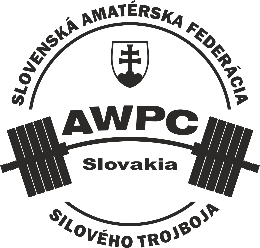 SLOVENSKÁ AMATÉRSKA FEDERÁCIA
AWPC
Slovakia
SILOVÉHO TROJBOJA